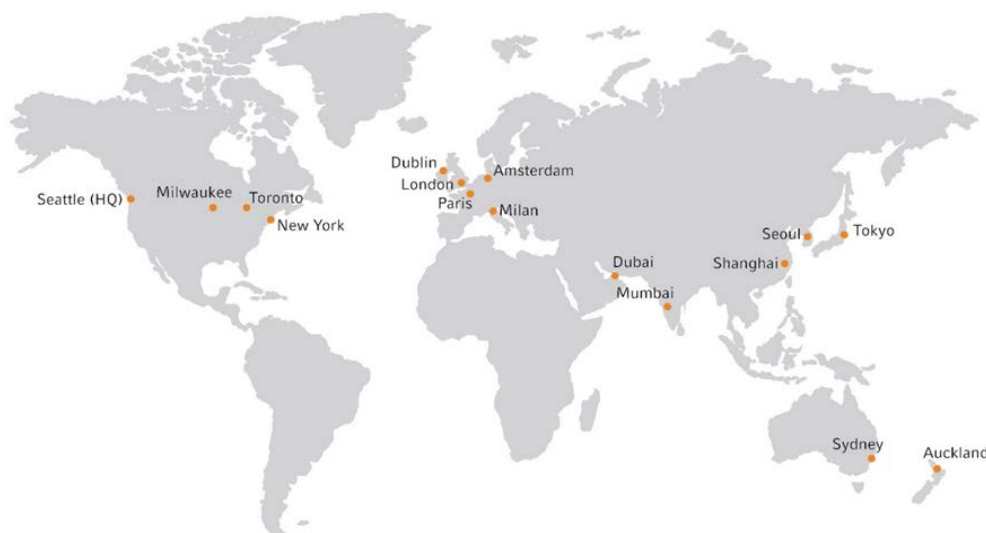 Dublin
Amsterdam
London
Seattle (HQ)
Milwaukee
Toronto
Paris
Milan
New York
Seoul
Tokyo
Dubai
Shanghai
Mumbai
Sydney
Auckland